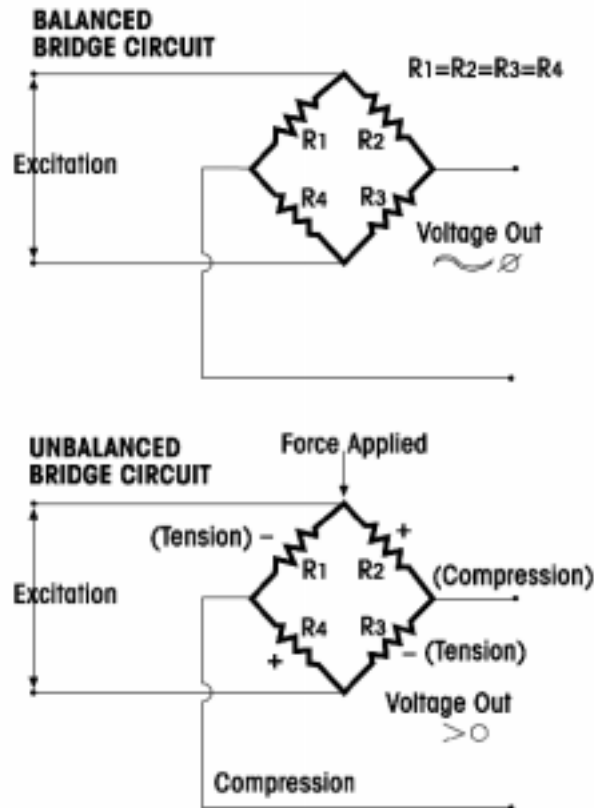 BALANCED
BRIDGE CIRCUIT
R1=R2=R3=R4
R1
R2
Excitation
R4
R3
Voltage Out
~ Ø
UNBALANCED
BRIDGE CIRCUIT
Force Applied
(Tension) –
+
R1
R2
Excitation
(Compression)
R4
R3
+
– (Tension)
Voltage Out
>O
Compression